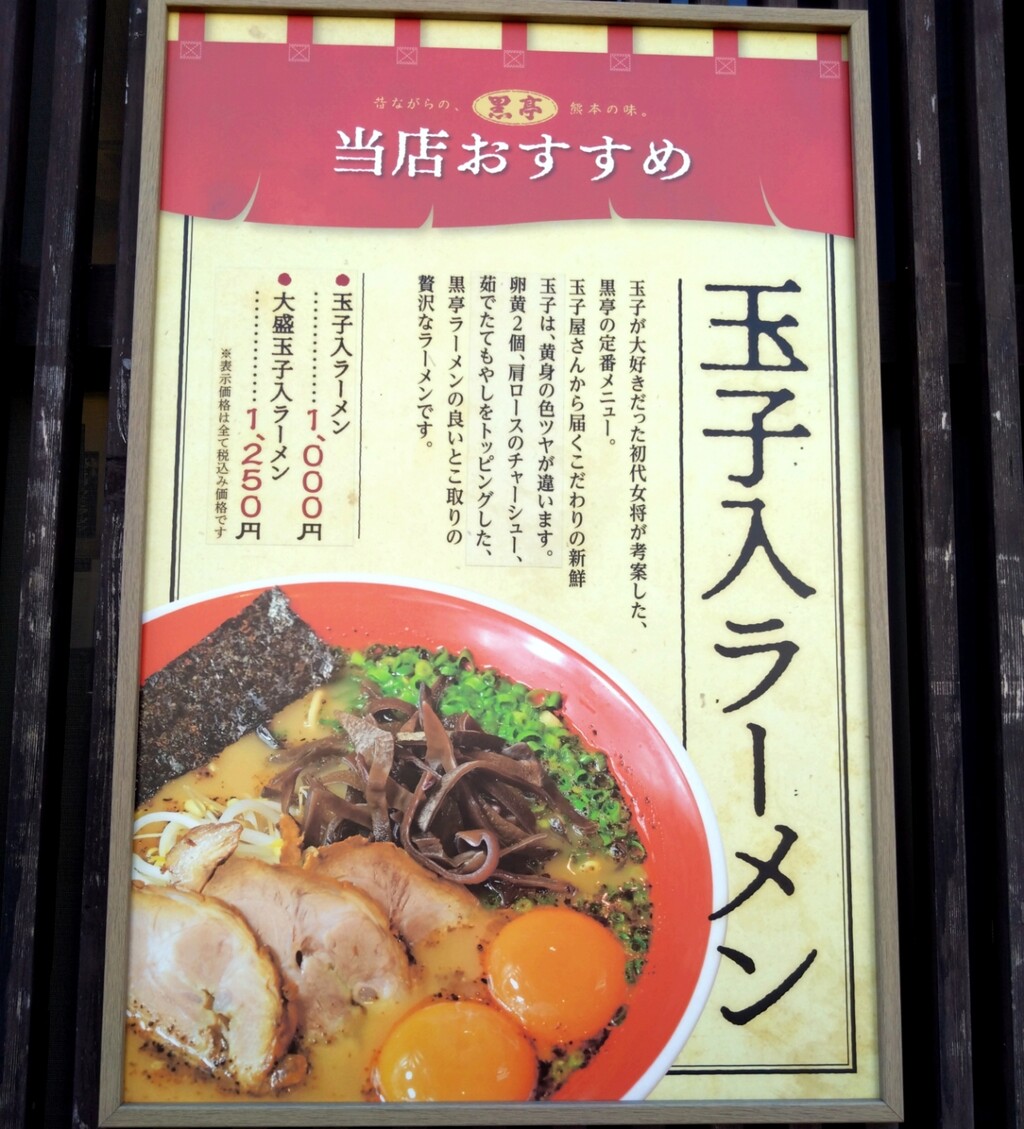 昔ながらの、
黒亭
熊本の味。
当店おすすめ
玉子入ラーメン
玉子が大好きだった初代女将が考案した、
黒亭の定番メニュー。
玉子屋さんから届くこだわりの新鮮
玉子は、黄身の色ツヤが違います。
卵黄2個、肩ロースのチャーシュー、
茹でたてもやしをトッピングした、
黒亭ラーメンの良いとこ取りの
贅沢なラーメンです。
●玉子入ラーメン
…………1,000円
●大盛玉子入ラーメン
…………1,250円
※表示価格は全て税込み価格です